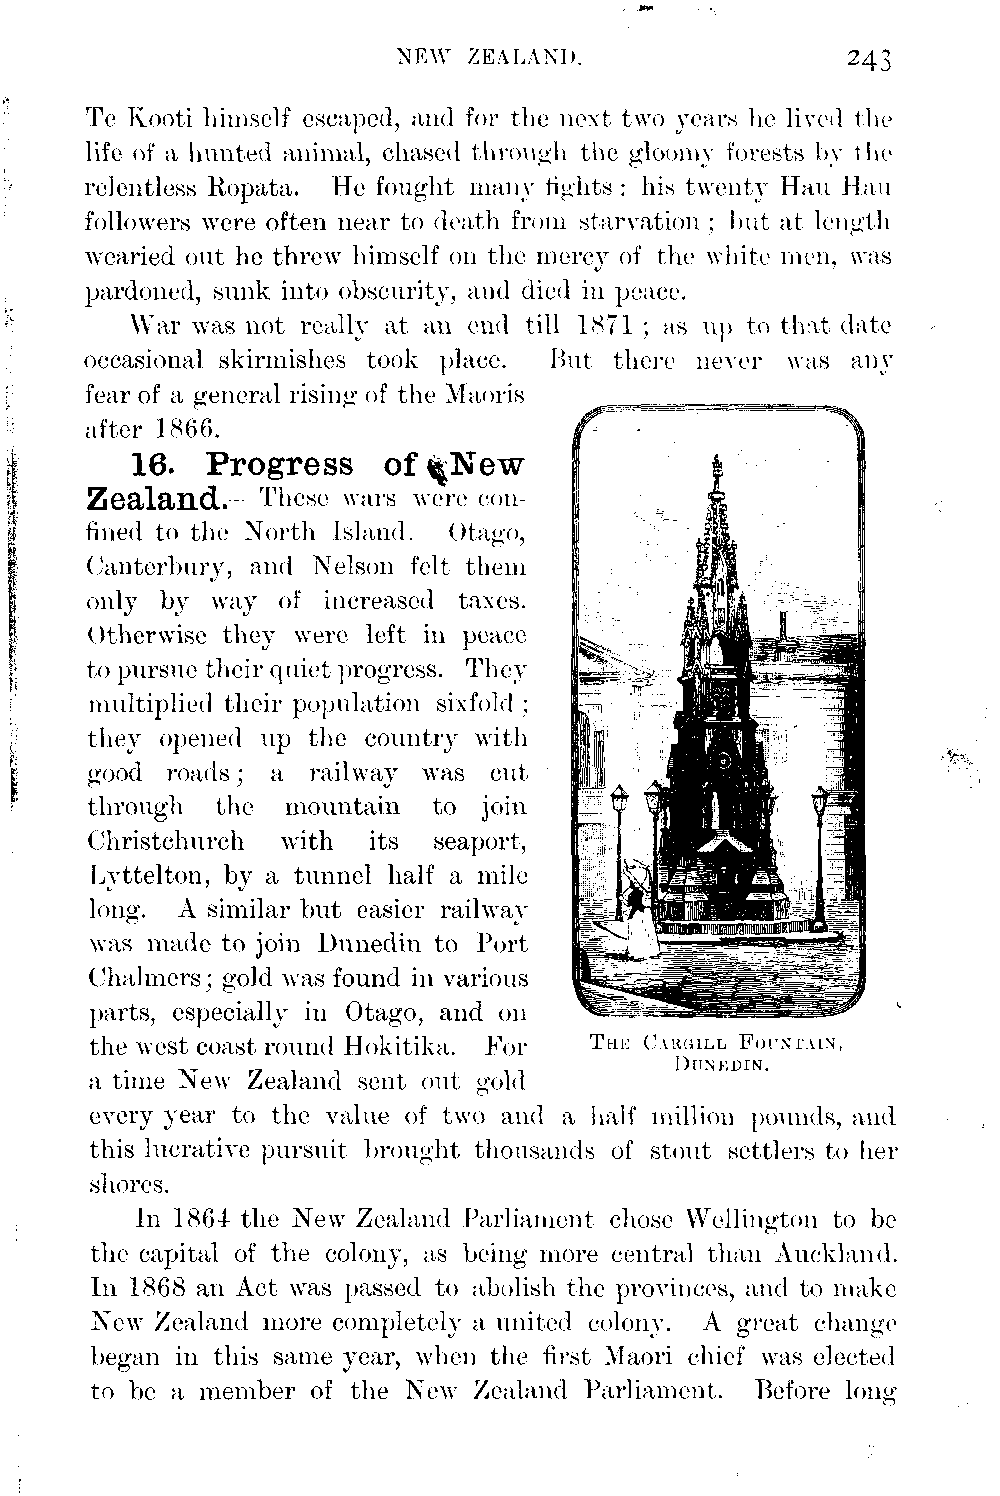 NEW ZEALAND. 243
Te Kooti himself escaped, and for the next two years he lived the
life of a hunted animal, chased through the gloomy forests by the
relentless Ropata. He fought many fights: his twenty Hau Hau
followers were often near to death from starvation; but at length
wearied out he threw himself on the mercy of the white men, was
pardoned, sunk into obscurity, and died in peace.
War was not really at an end till 1871; as up to that date
occasional skirmishes took place. But there never was any
fear of a general rising of the Maoris
after 1866.
16. Progress of New
Zealand.—These wars were con-
fined to the North Island. Otago,
Canterbury, and Nelson felt them
only by way of increased taxes.
Otherwise they were left in peace
to pursue their quiet progress. They
multiplied their population sixfold;
they opened up the country with
good roads; a railway was cut
through the mountain to join
Christchurch with its seaport,
Lyttelton, by a tunnel half a mile
long. A similar but easier railway
was made to join Dunedin to Port
Chalmers; gold was found in various
parts, especially in Otago, and on
the west coast round Hokitika. For
a time New Zealand sent out gold
every year to the value of two and a half million pounds, and
this lucrative pursuit brought thousands of stout settlers to her
shores.
THE CARGILL FOUNTAIN,
DUNEDIN.
In 1864 the New Zealand Parliament chose Wellington to be
the capital of the colony, as being more central than Auckland.
In 1868 an Act was passed to abolish the provinces, and to make
New Zealand more completely a united colony. A great change
began in this same year, when the first Maori chief was elected
to be a member of the New Zealand Parliament. Before long